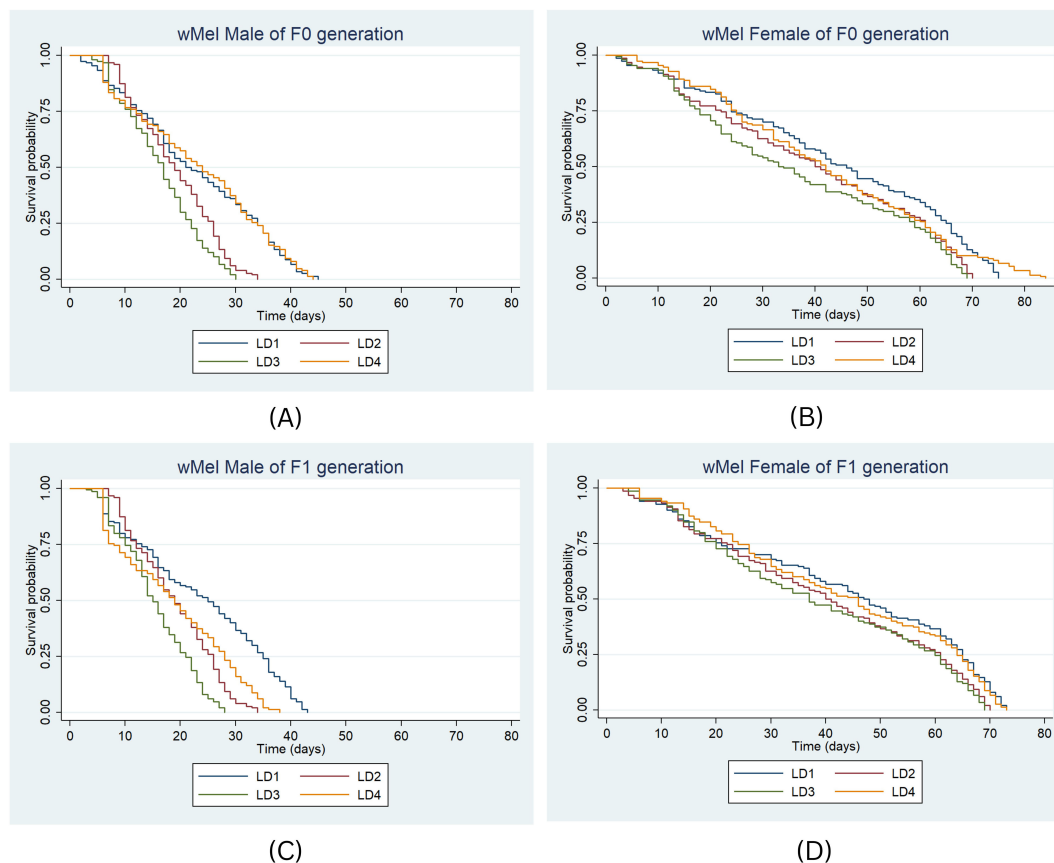 wMel Male of F0 generation
Survival probability
1.00
0.75
0.50
0.25
0.00
0 10 20 30 40 50 60 70 80
Time (days)
LD1 LD2
LD3 LD4
(A)
wMel Female of F0 generation
Survival probability
1.00
0.75
0.50
0.25
0.00
0 10 20 30 40 50 60 70 80
Time (days)
LD1 LD2
LD3 LD4
(B)
wMel Male of F1 generation
Survival probability
1.00
0.75
0.50
0.25
0.00
0 10 20 30 40 50 60 70 80
Time (days)
LD1 LD2
LD3 LD4
(C)
wMel Female of F1 generation
Survival probability
1.00
0.75
0.50
0.25
0.00
0 10 20 30 40 50 60 70 80
Time (days)
LD1 LD2
LD3 LD4
(D)